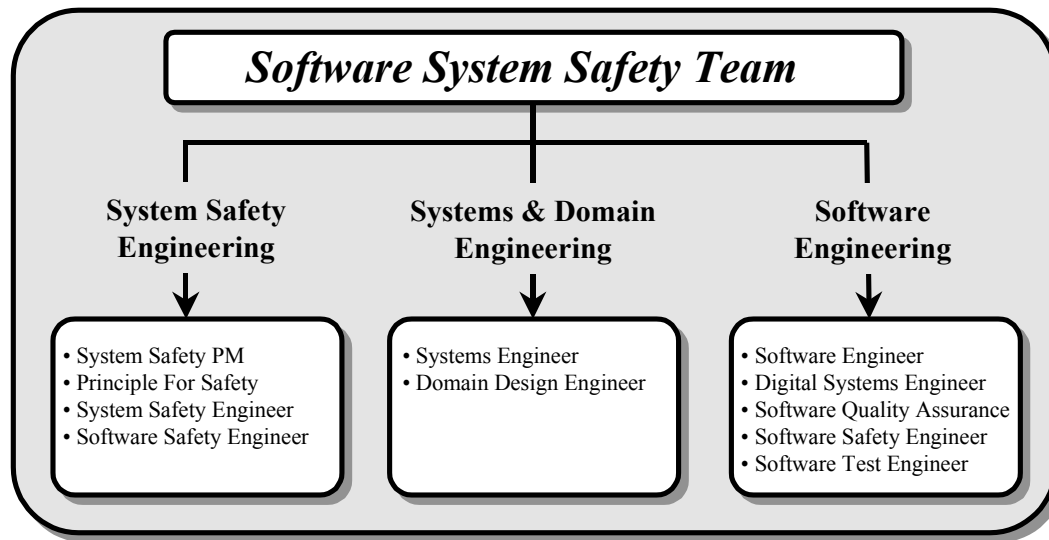 Software System Safety Team
System Safety
Engineering
Systems & Domain
Engineering
Software
Engineering
• System Safety PM
• Principle For Safety
• System Safety Engineer
• Software Safety Engineer
• Systems Engineer
• Domain Design Engineer
• Software Engineer
• Digital Systems Engineer
• Software Quality Assurance
• Software Safety Engineer
• Software Test Engineer